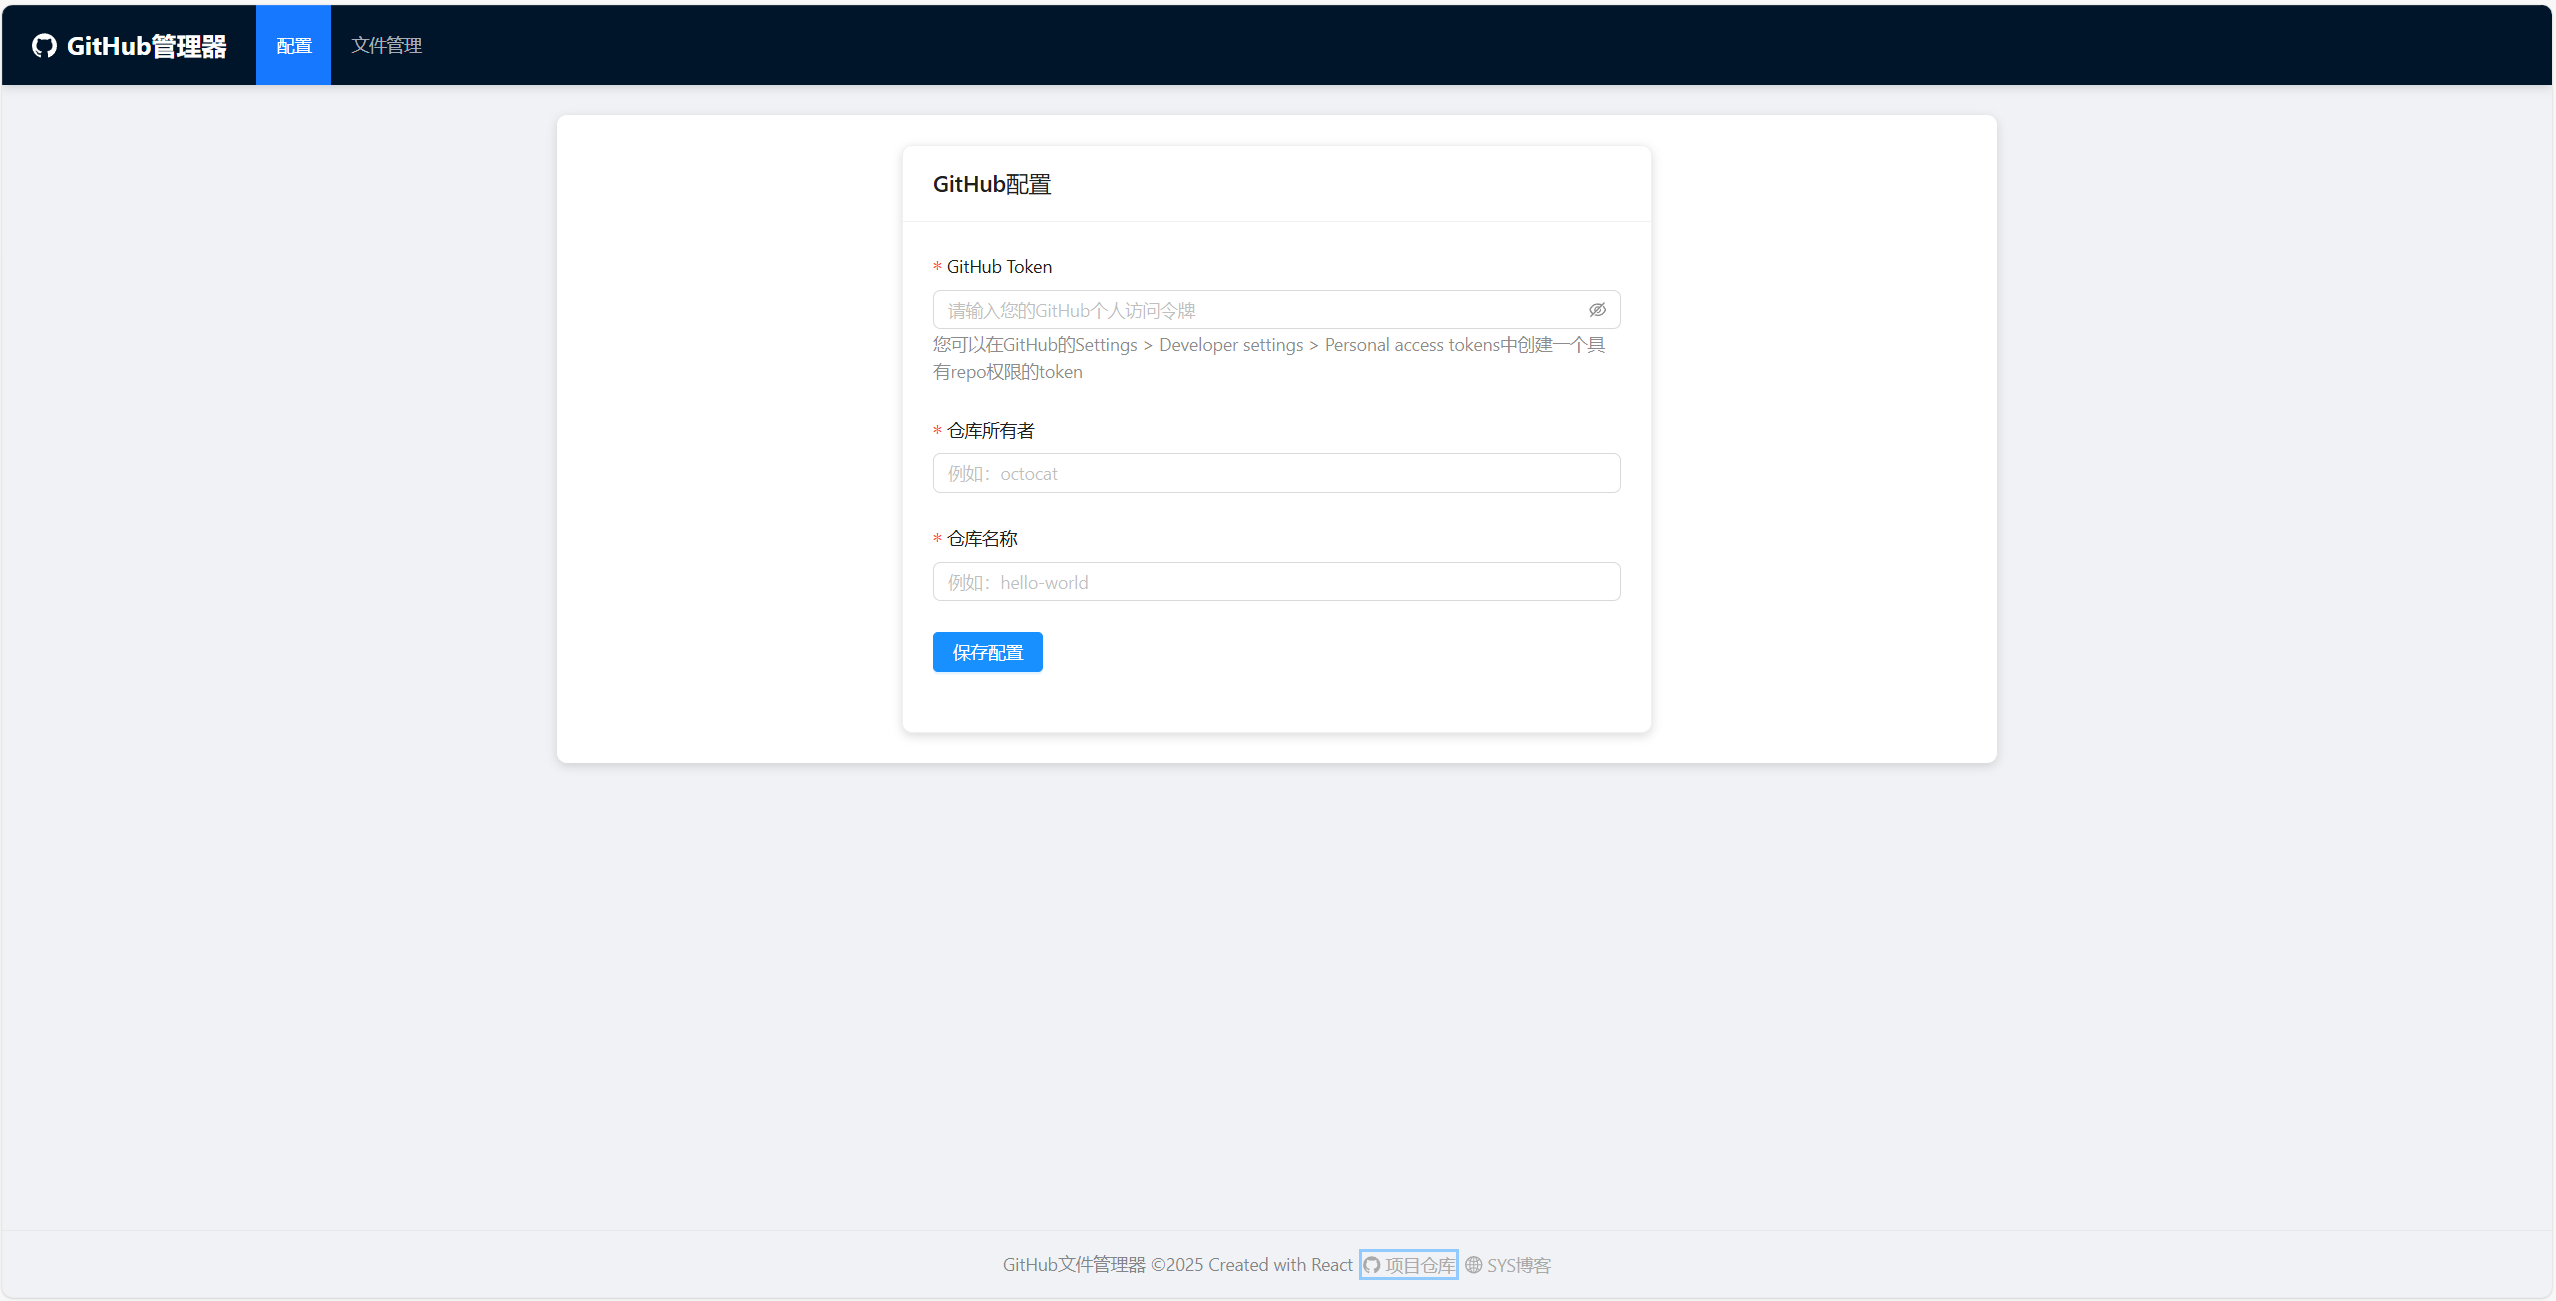 GitHub管理器 配置 文件管理
GitHub配置
* GitHub Token
请输入您的GitHub个人访问令牌
您可以在GitHub的Settings > Developer settings > Personal access tokens中创建一个具
有repo权限的token
* 仓库所有者
例如：octocat
* 仓库名称
例如：hello-world
保存配置
GitHub文件管理器 ©2025 Created with React 项目仓库 SYS博客